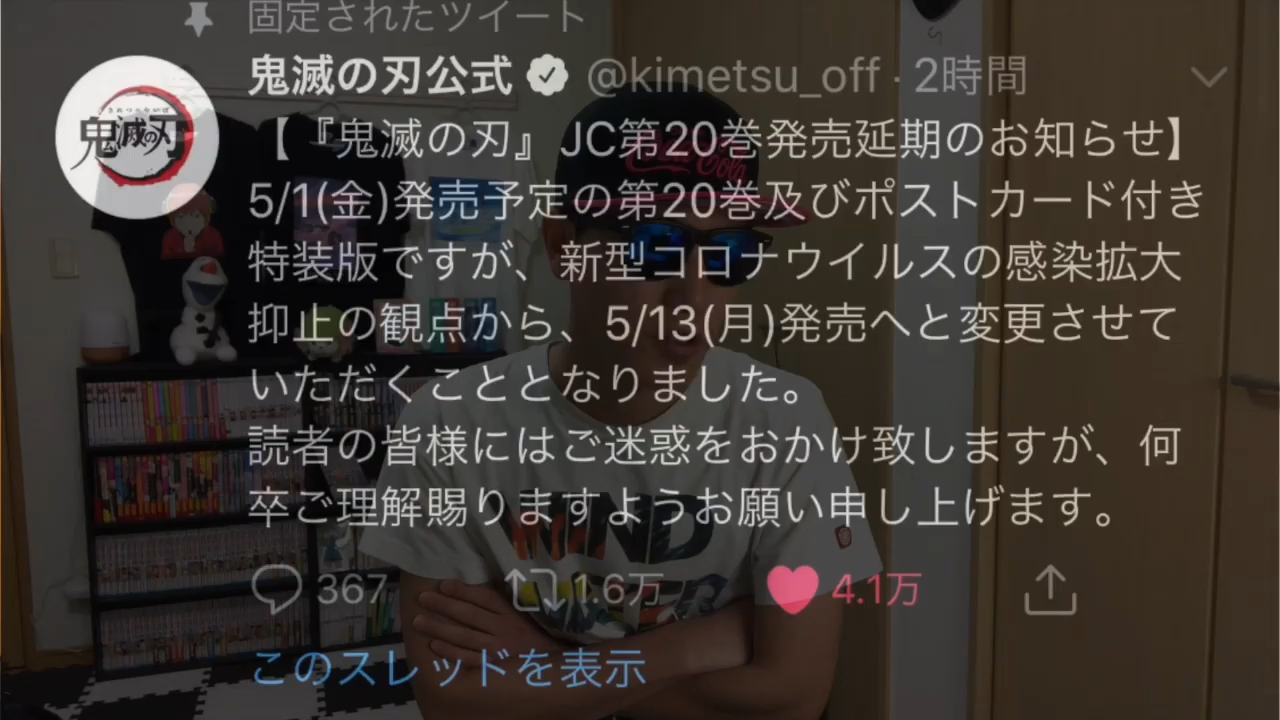 固定されたツイート
鬼滅の刃公式 @kimetsu_off · 2時間
鬼滅の刃
【『鬼滅の刃』JC第20巻発売延期のお知らせ】
5/1(金)発売予定の第20巻及びポストカード付き
特装版ですが、新型コロナウイルスの感染拡大
抑止の観点から、5/13(月)発売へと変更させて
いただくこととなりました。
読者の皆様にはご迷惑をおかけ致しますが、何
卒ご理解賜りますようお願い申し上げます。
367 1.6万 4.1万
このスレッドを表示